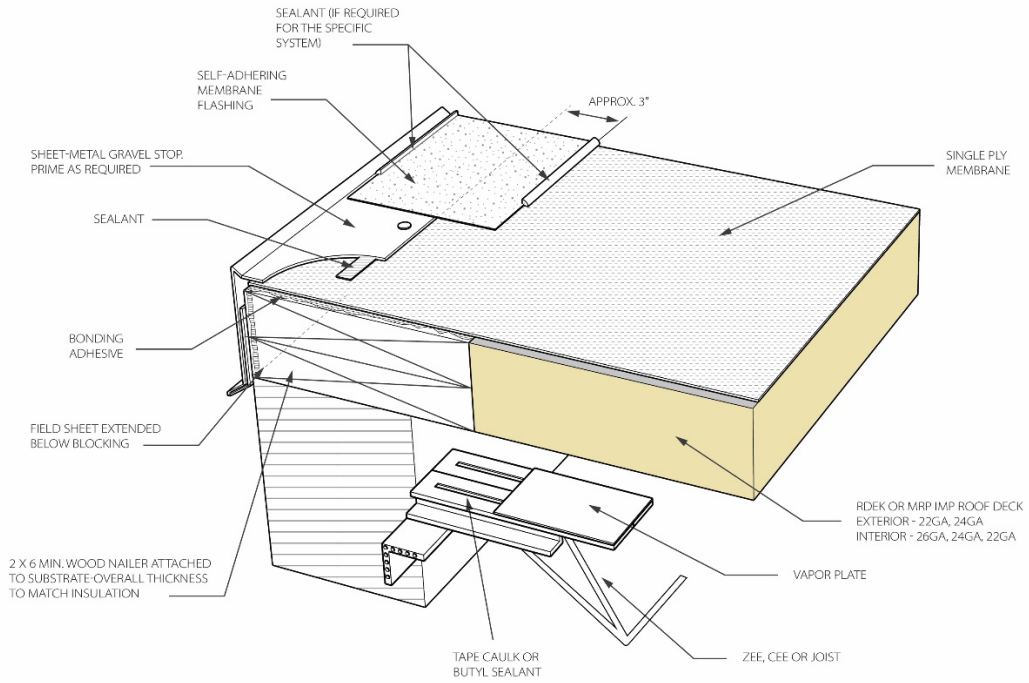 SEALANT (IF REQUIRED
FOR THE SPECIFIC
SYSTEM)
SELF-ADHERING
MEMBRANE
FLASHING
APPROX. 3"
SHEET-METAL GRAVEL STOP.
PRIME AS REQUIRED
SINGLE PLY
MEMBRANE
SEALANT
BONDING
ADHESIVE
FIELD SHEET EXTENDED
BELOW BLOCKING
RDEK OR MRP IMP ROOF DECK
EXTERIOR - 22GA, 24GA
INTERIOR - 26GA, 24GA, 22GA
2 X 6 MIN. WOOD NAILER ATTACHED
TO SUBSTRATE-OVERALL THICKNESS
TO MATCH INSULATION
VAPOR PLATE
TAPE CAULK OR
BUTYL SEALANT
ZEE, CEE OR JOIST